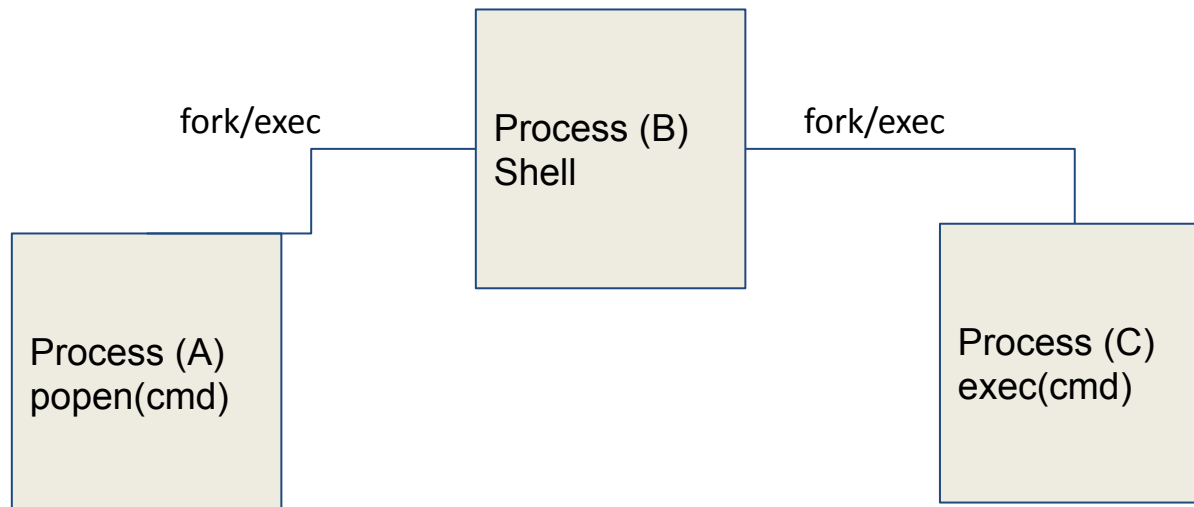 fork/exec
Process (B)
Shell
fork/exec
Process (A)
popen(cmd)
Process (C)
exec(cmd)